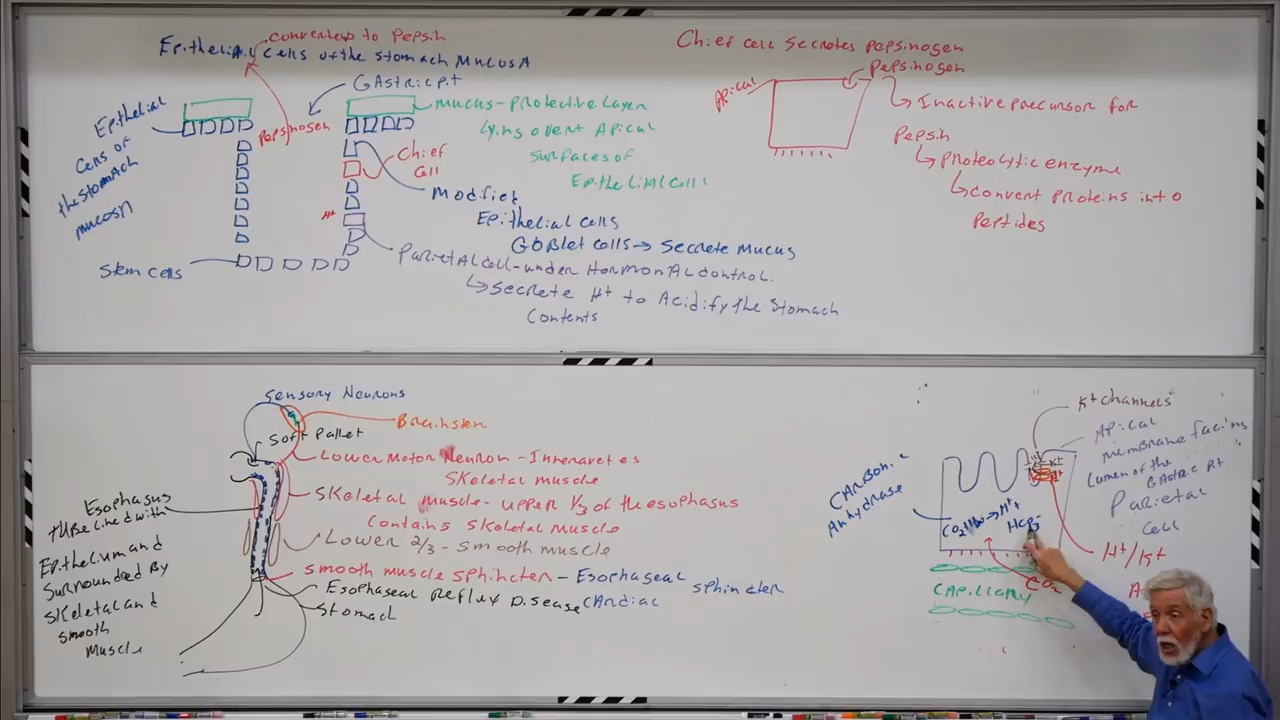 converted to Pepsin
Epithelial cells of the stomach mucosa
Gastric pit
Epithelial
cells of
the stomach
mucosa
Pepsinogen
mucus-protective layer
lying over Apical
surfaces of
Epithelial cells
Chief
Cell
Modified
Epithelial cells
GOBlet cells → secrete mucus
H+
Stem cells
Parietal cell-under Hormonal control.
↳ secrete H+ to Acidify the stomach
contents
Chief cell secretes pepsinogen
pepsinogen
Apical
Inactive precursor for
Pepsin
↳ proteolytic enzyme
↳ convert proteins into
peptides
Sensory Neurons
Brainstem
Soft Pallet
Lower Motor Neuron - Innervates
skeletal muscle
Skeletal muscle - upper 1/3 of the esophagus
contains skeletal muscle
Lower 2/3 - smooth muscle
smooth muscle sphincter - Esophageal sphincter
Esophageal Reflux Disease cardiac
Stomach
Esophagus
tube lined with
Epithelium and
surrounded By
skeletal and
smooth
muscle
K+ channels
Apical
membrane facing
lumen of the
Gastric Pit
Parietal
cell
carbonic
Anhydrase
CO2 → H+
HCO3-
H+/K+
CO2
capillary